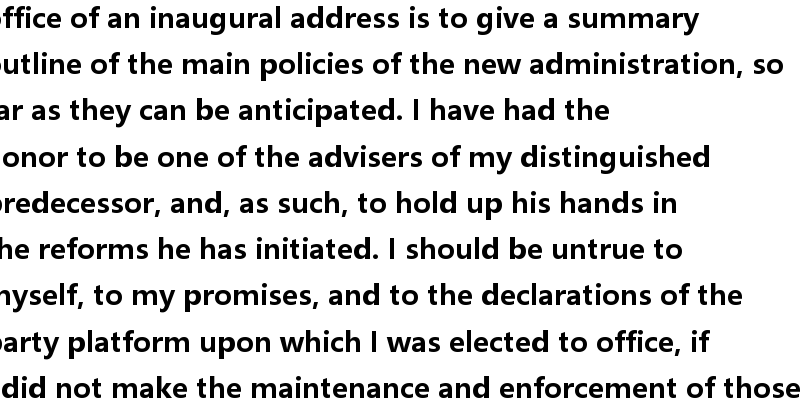 office of an inaugural address is to give a summary
outline of the main policies of the new administration, so
far as they can be anticipated. I have had the
honor to be one of the advisers of my distinguished
predecessor, and, as such, to hold up his hands in
the reforms he has initiated. I should be untrue to
myself, to my promises, and to the declarations of the
party platform upon which I was elected to office, if
did not make the maintenance and enforcement of those